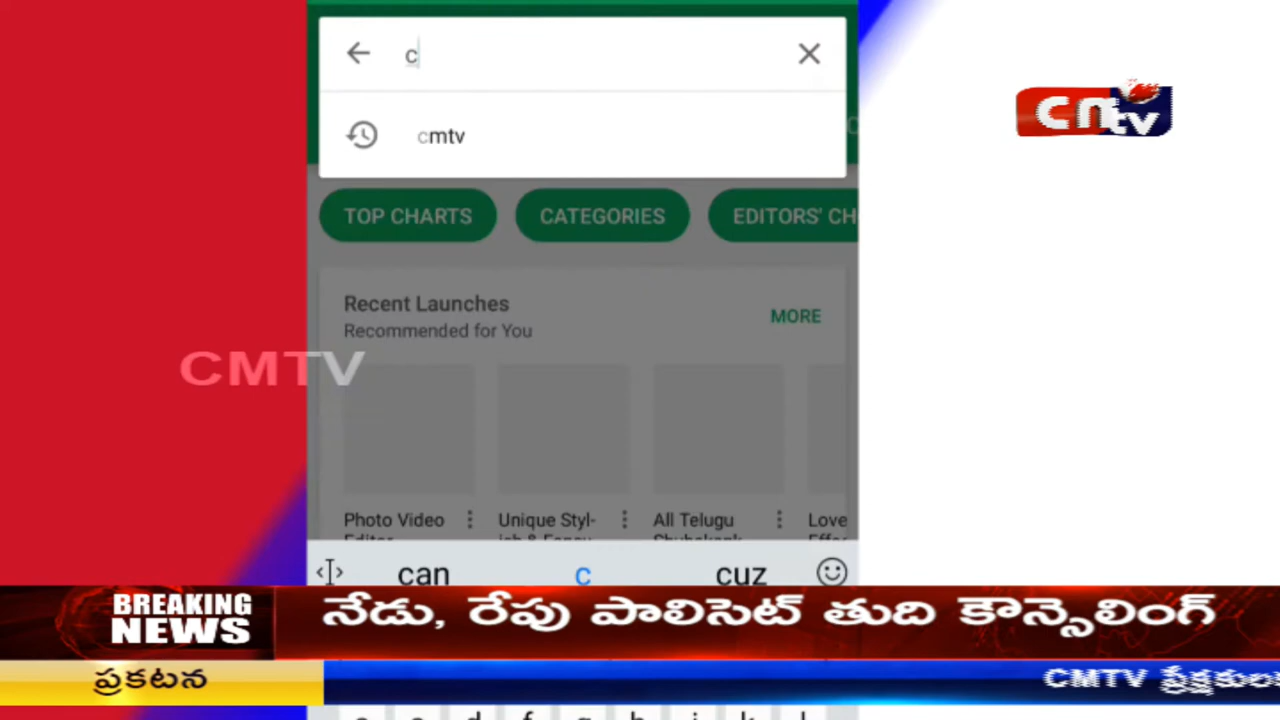 c
cmtv
cmtv
TOP CHARTS
CATEGORIES
EDITORS' CH
Recent Launches
Recommended for You
MORE
CMTV
Photo Video
Unique Styl-
All Telugu
Love
can
c
cuz
BREAKING
NEWS
నేడు, రేపు పాలిసెట్ తుది కౌన్సెలింగ్
ప్రకటన
CMTV